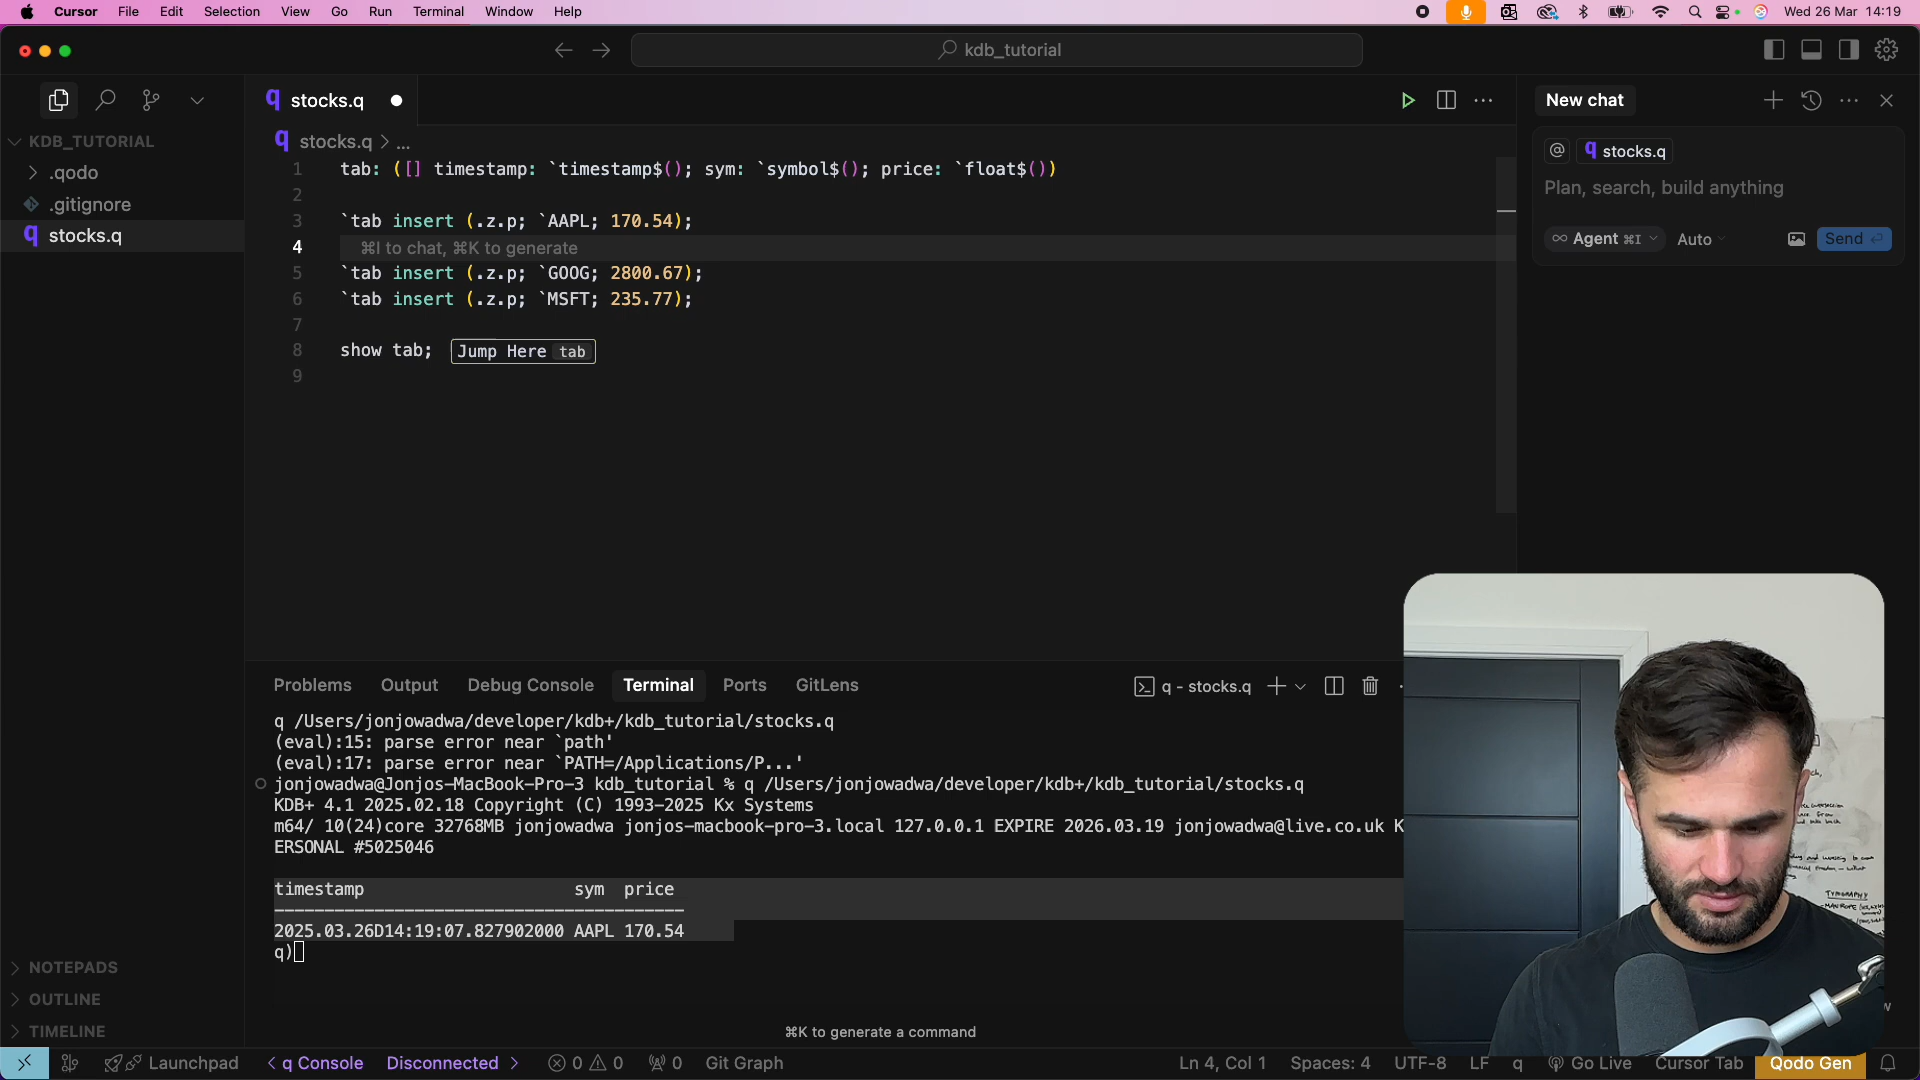 Cursor File Edit Selection View Go Run Terminal Window Help Wed 26 Mar 14:19
kdb_tutorial
stocks.q
New chat
KDB_TUTORIAL
.qodo
.gitignore
stocks.q
stocks.q > ...
1 tab: ([] timestamp: `timestamp$(); sym: `symbol$(); price: `float$())
2
3 `tab insert (.z.p; `AAPL; 170.54);
4 ⌘I to chat, ⌘K to generate
5 `tab insert (.z.p; `GOOG; 2800.67);
6 `tab insert (.z.p; `MSFT; 235.77);
7
8 show tab; Jump Here tab
9
@ stocks.q
Plan, search, build anything
∞ Agent ⌘I Auto Send
Problems Output Debug Console Terminal Ports GitLens q - stocks.q
q /Users/jonjowadwa/developer/kdb+/kdb_tutorial/stocks.q
(eval):15: parse error near `path'
(eval):17: parse error near `PATH=/Applications/P...'
jonjowadwa@Jonjos-MacBook-Pro-3 kdb_tutorial % q /Users/jonjowadwa/developer/kdb+/kdb_tutorial/stocks.q
KDB+ 4.1 2025.02.18 Copyright (C) 1993-2025 Kx Systems
m64/ 10(24)core 32768MB jonjowadwa jonjos-macbook-pro-3.local 127.0.0.1 EXPIRE 2026.03.19 jonjowadwa@live.co.uk K
ERSONAL #5025046
timestamp sym price
-----------------------------------------
2025.03.26D14:19:07.827902000 AAPL 170.54
q)
⌘K to generate a command
NOTEPADS
OUTLINE
TIMELINE
TYPOGRAPHY
Launchpad q Console Disconnected 0 0 0 Git Graph Ln 4, Col 1 Spaces: 4 UTF-8 LF q Go Live Cursor Tab Qodo Gen